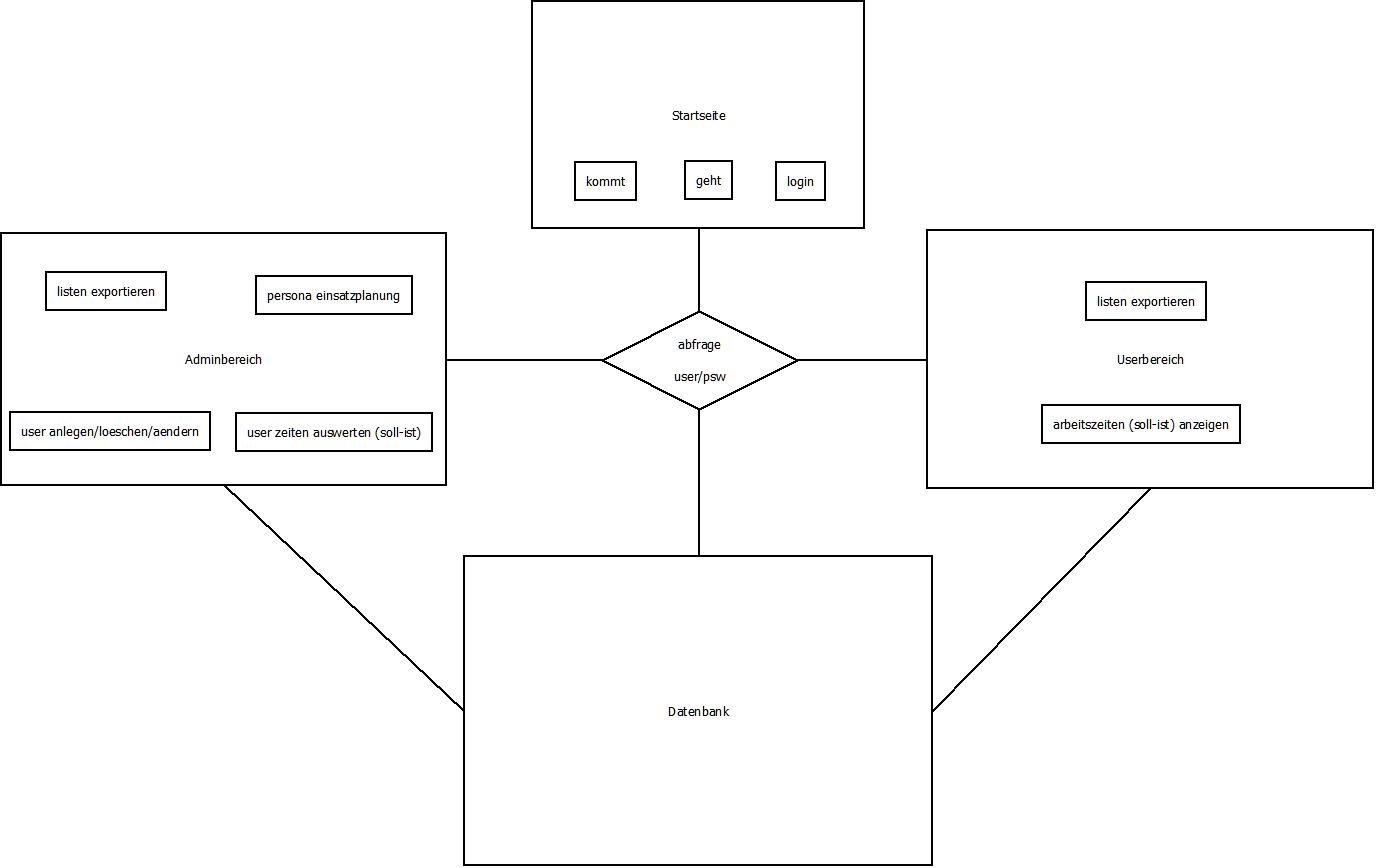 Startseite
kommt
geht
login
listen exportieren
persona einsatzplanung
Adminbereich
user anlegen/loeschen/aendern
user zeiten auswerten (soll-ist)
abfrage
user/psw
listen exportieren
Userbereich
arbeitszeiten (soll-ist) anzeigen
Datenbank